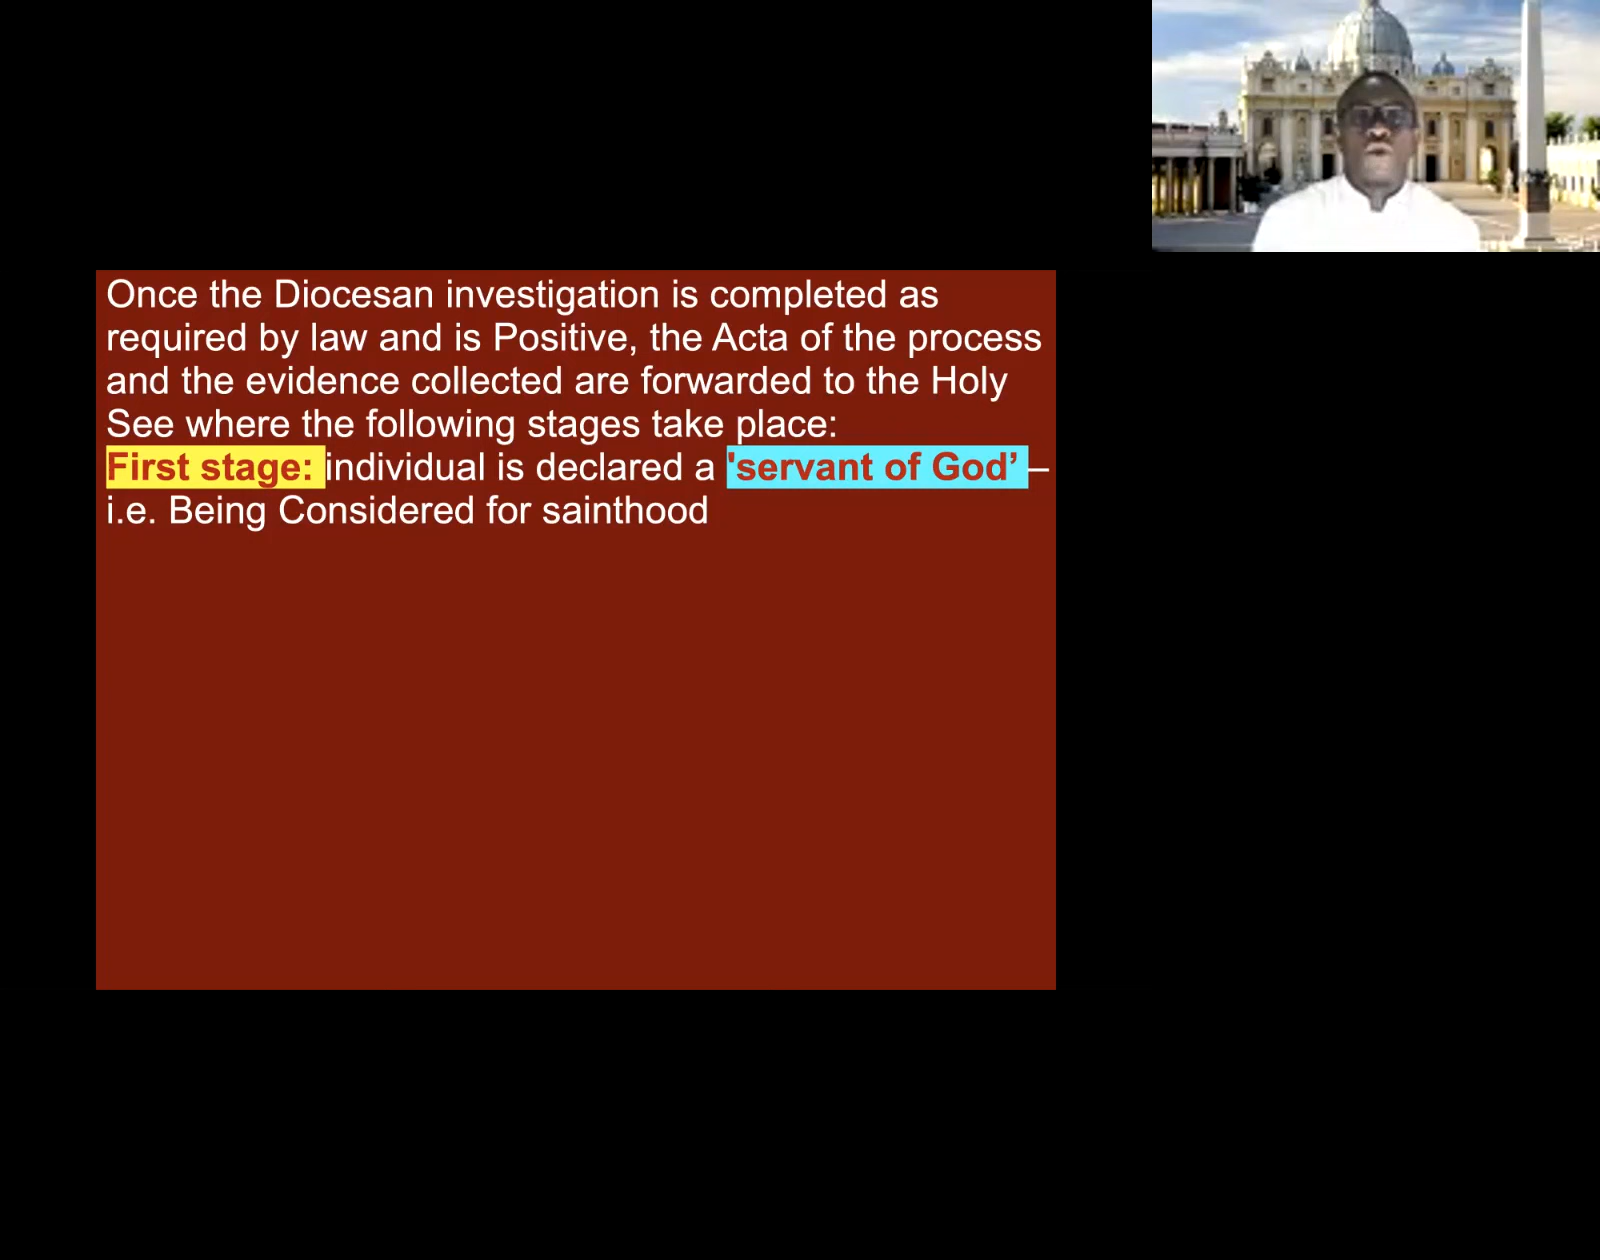 Once the Diocesan investigation is completed as
required by law and is Positive, the Acta of the process
and the evidence collected are forwarded to the Holy
See where the following stages take place:
First stage: individual is declared a 'servant of God’ –
i.e. Being Considered for sainthood